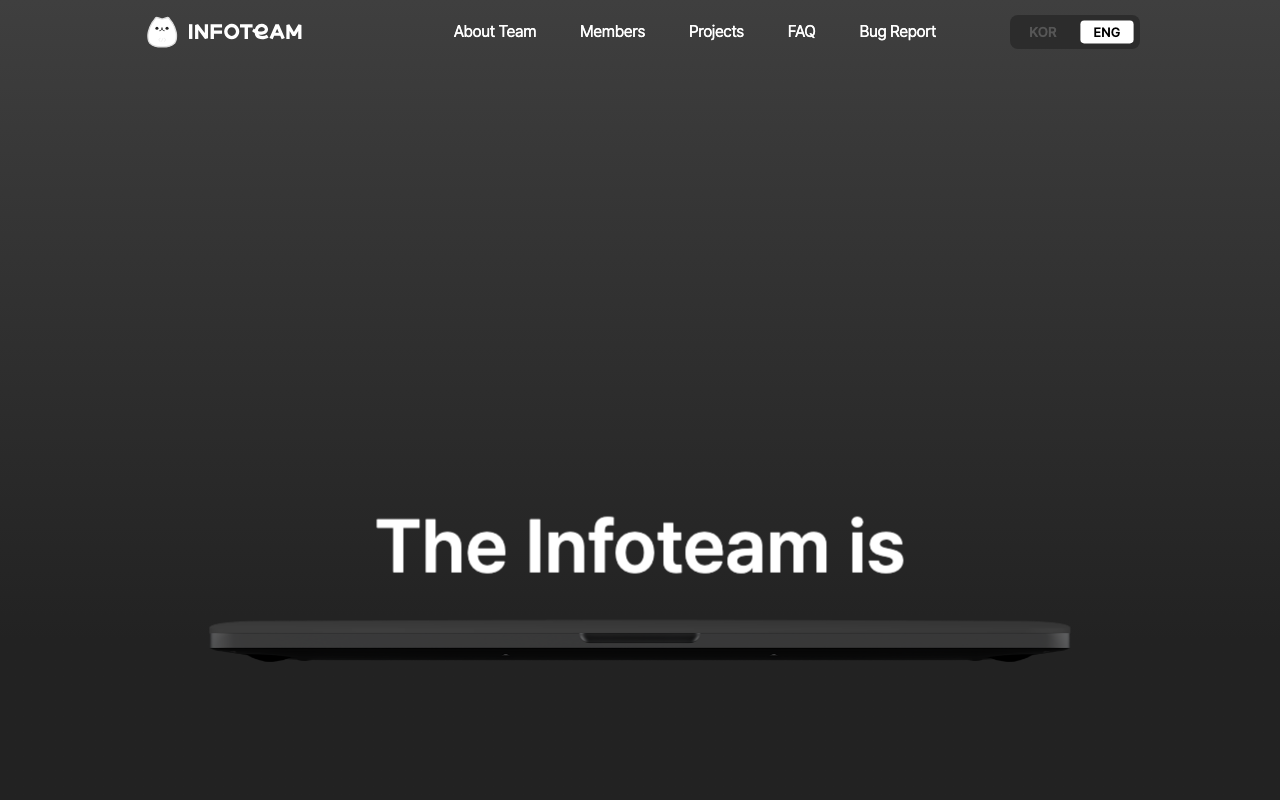 INFOTEAM
About Team
Members
Projects
FAQ
Bug Report
KOR
ENG
The Infoteam is